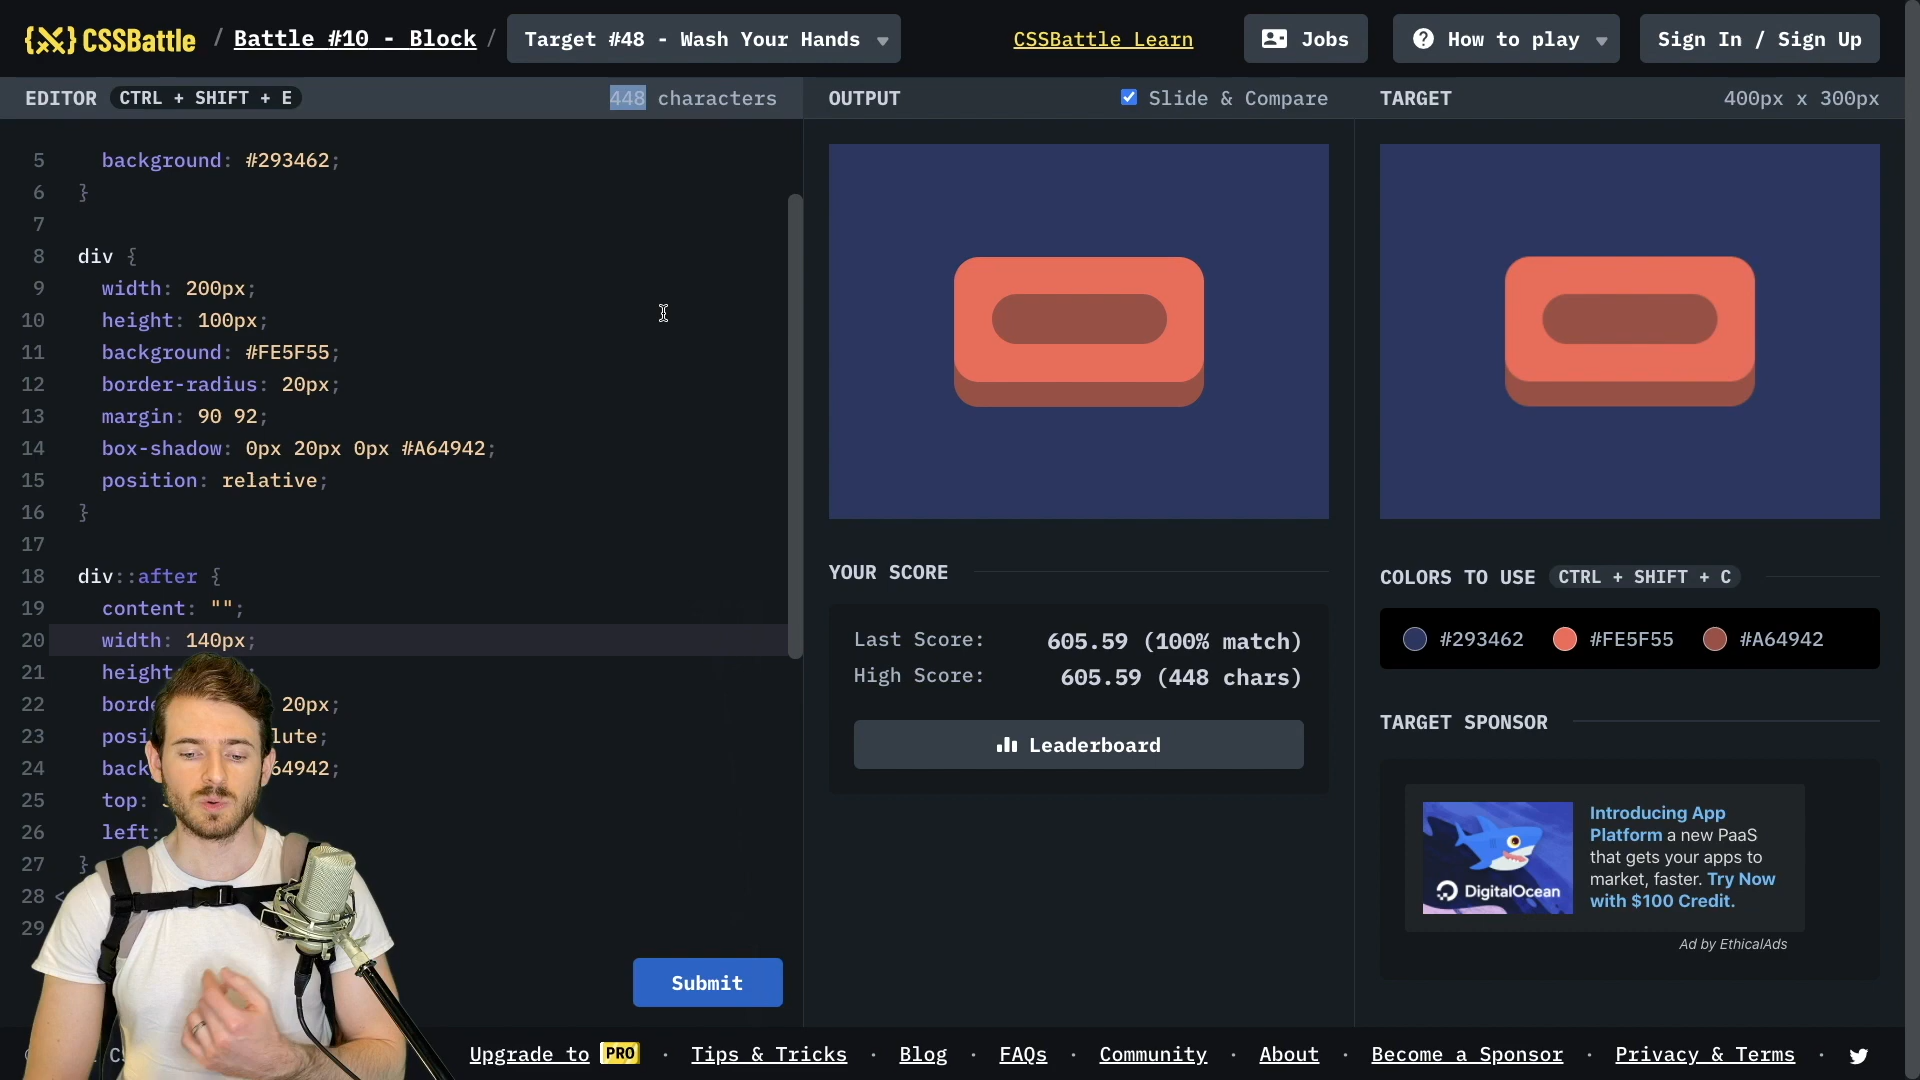 CSSBattle / Battle #10 - Block / Target #48 - Wash Your Hands
CSSBattle Learn
Jobs
How to play
Sign In / Sign Up
EDITOR CTRL + SHIFT + E
448 characters
5 background: #293462;
6 }
7
8 div {
9 width: 200px;
10 height: 100px;
11 background: #FE5F55;
12 border-radius: 20px;
13 margin: 90 92;
14 box-shadow: 0px 20px 0px #A64942;
15 position: relative;
16 }
17
18 div::after {
19 content: "";
20 width: 140px;
21 height
22 20px;
23
24 64942;
25 top:
26 left:
27 }
28 <
29
Submit
OUTPUT
Slide & Compare
YOUR SCORE
Last Score: 605.59 (100% match)
High Score: 605.59 (448 chars)
Leaderboard
TARGET
400px x 300px
COLORS TO USE CTRL + SHIFT + C
#293462 #FE5F55 #A64942
TARGET SPONSOR
DigitalOcean
Introducing App
Platform a new PaaS
that gets your apps to
market, faster. Try Now
with $100 Credit.
Ad by EthicalAds
Upgrade to PRO · Tips & Tricks · Blog · FAQs · Community · About · Become a Sponsor · Privacy & Terms ·